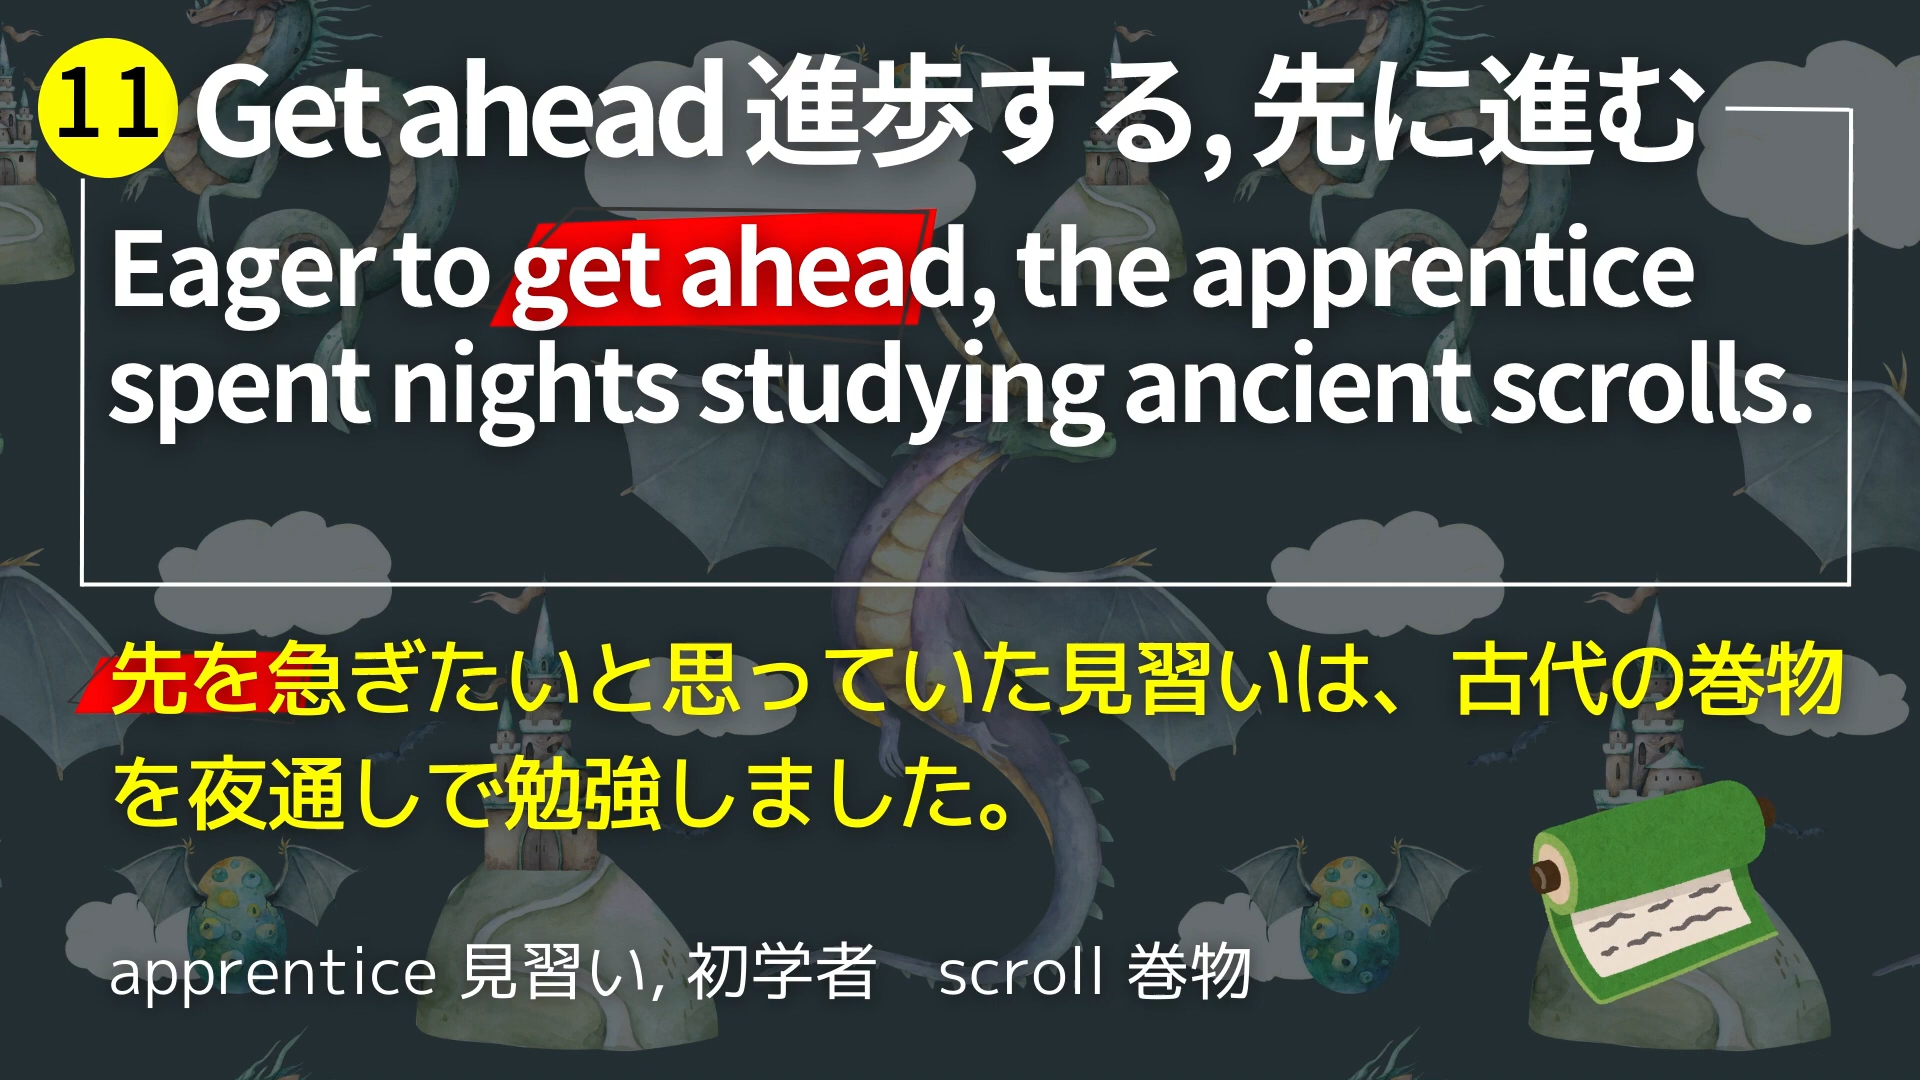 11 Get ahead 進歩する, 先に進む
Eager to get ahead, the apprentice
spent nights studying ancient scrolls.
先を急ぎたいと思っていた見習いは、古代の巻物
を夜通しで勉強しました。
apprentice 見習い, 初学者　scroll 巻物